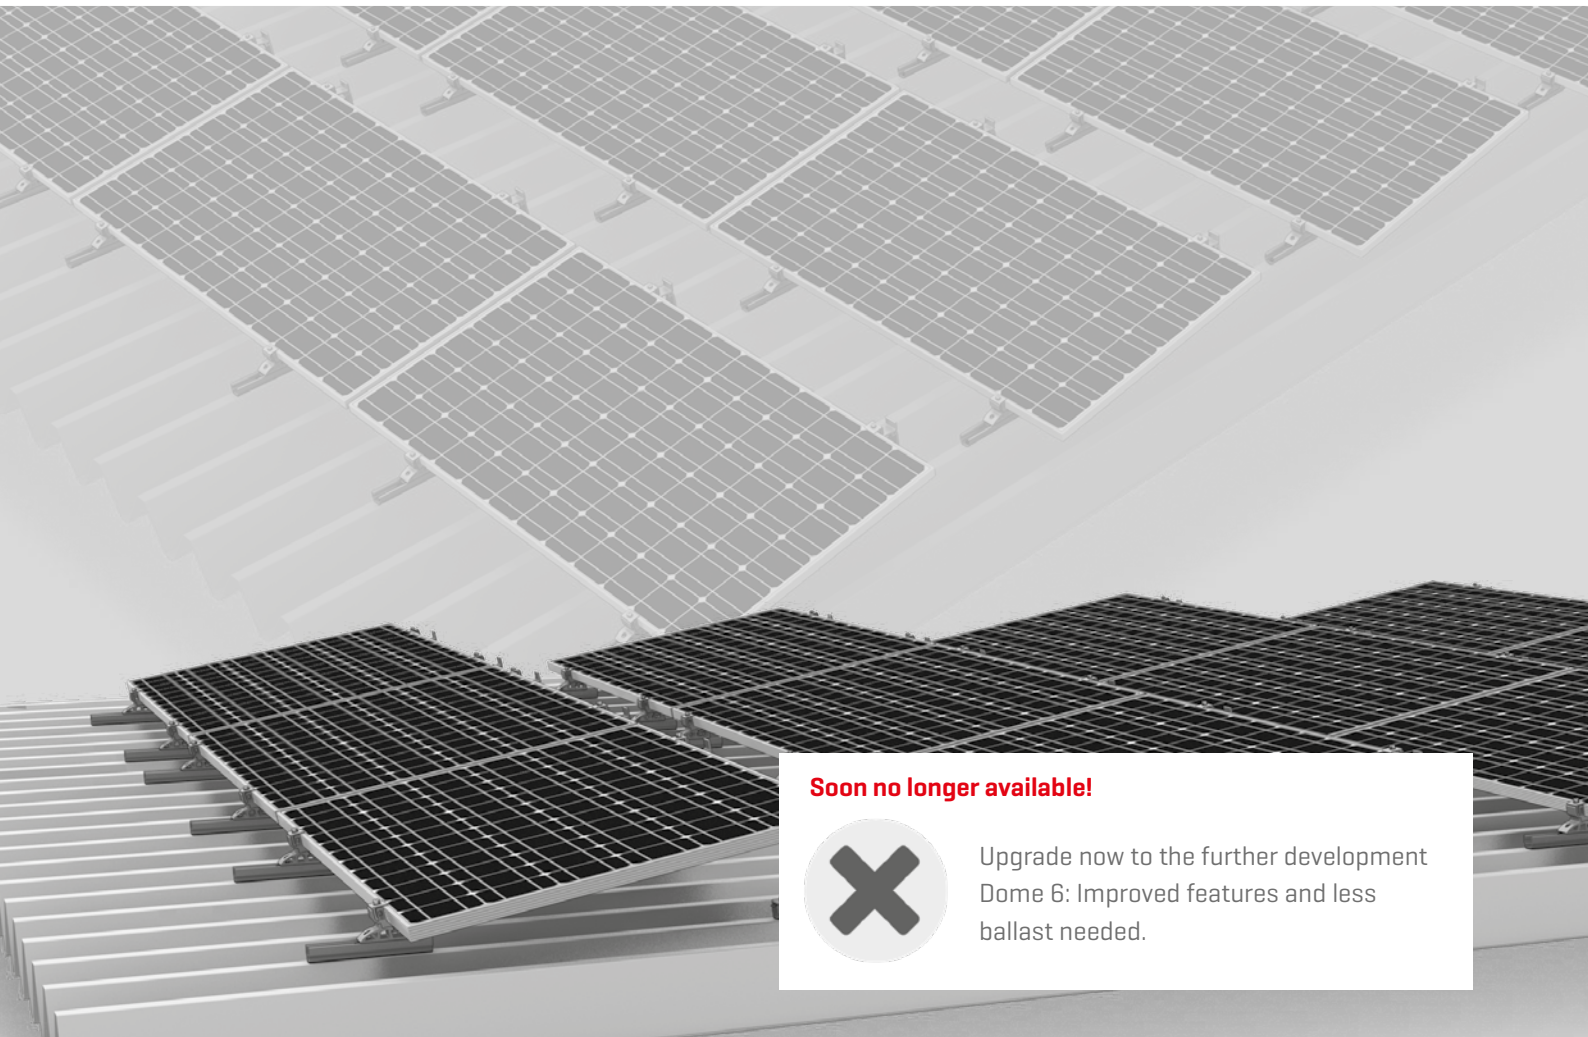 Soon no longer available!
Upgrade now to the further development
Dome 6: Improved features and less
ballast needed.